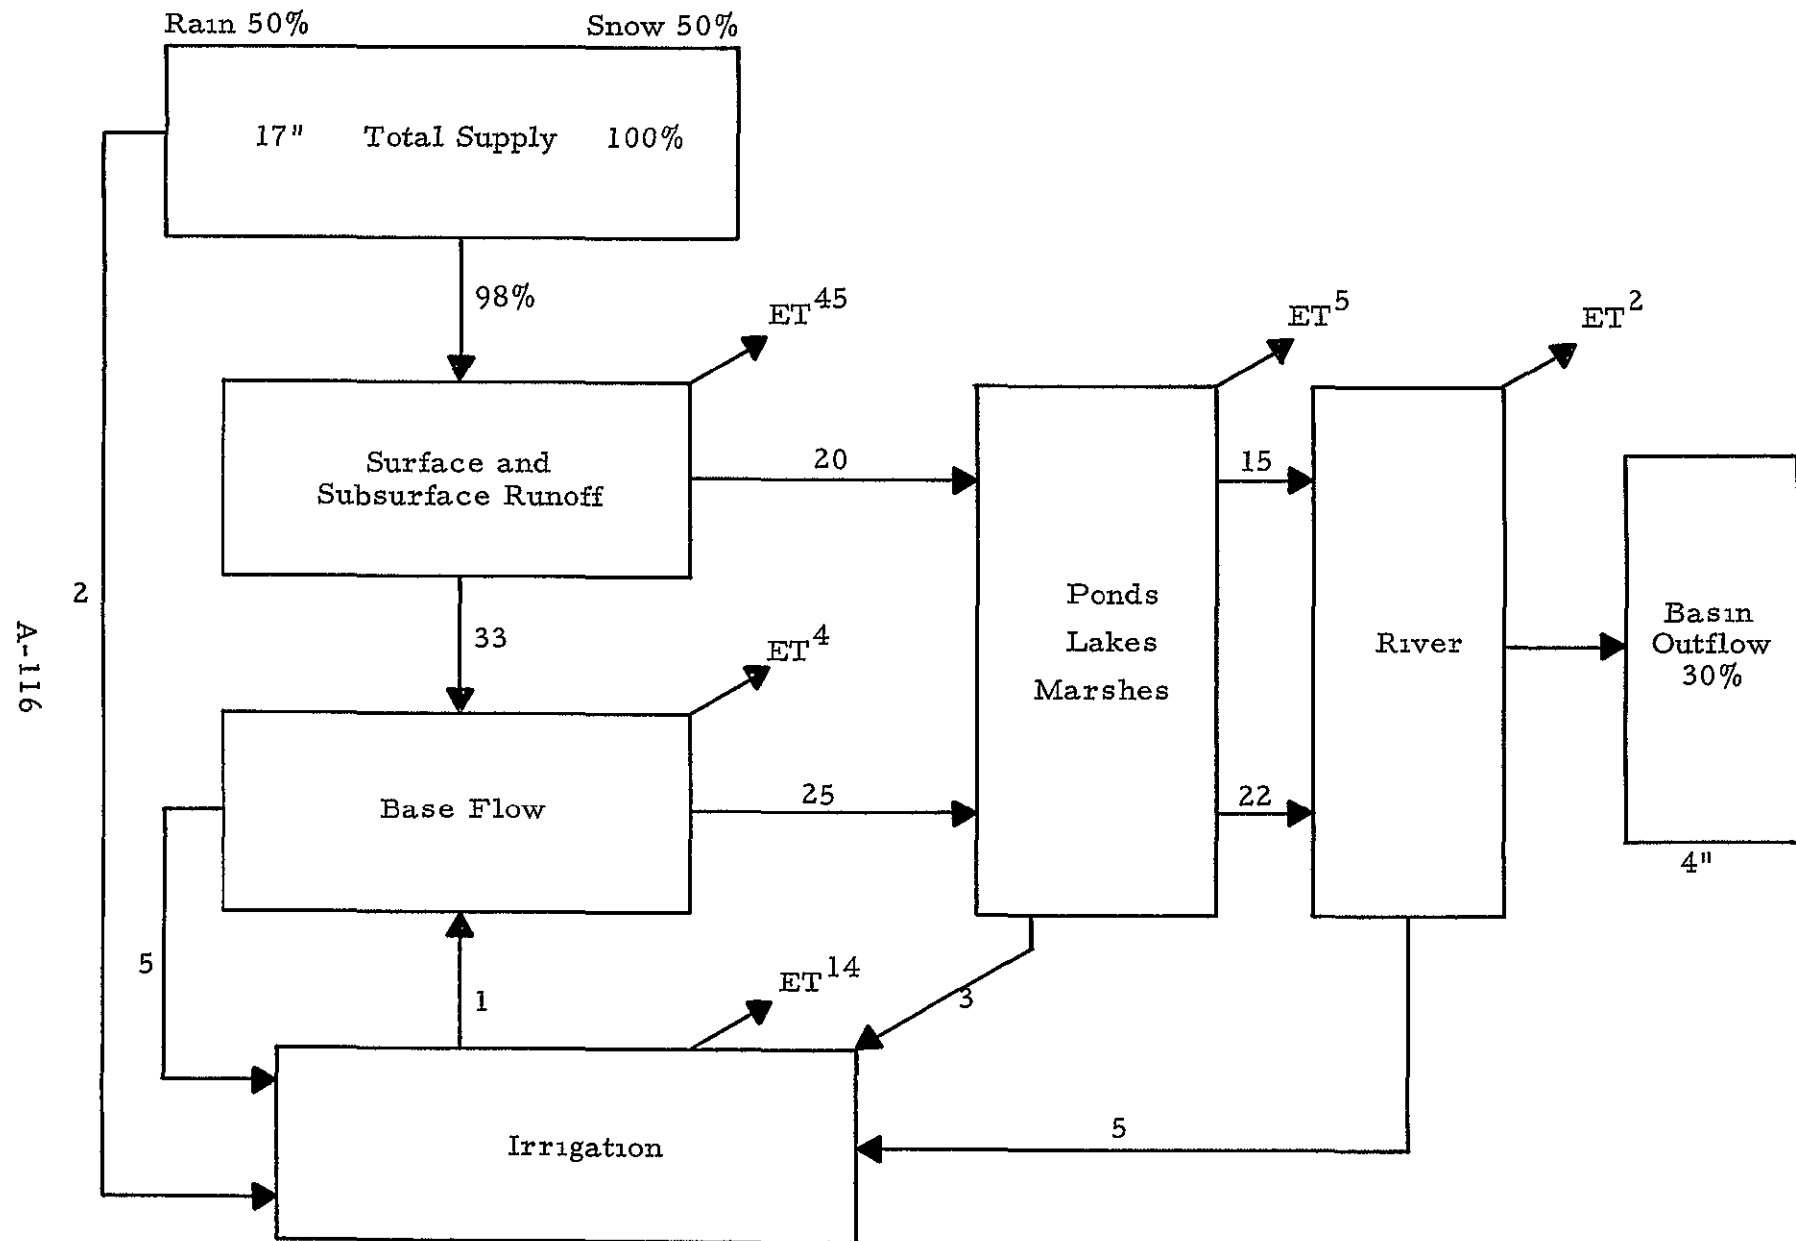 Rain 50% Snow 50%
17" Total Supply 100%
98%
ET45
ET5
ET2
Surface and
Subsurface Runoff
20
15
2
A-116
33
ET4
Ponds
Lakes
Marshes
River
Basin
Outflow
30%
4"
Base Flow
25
22
5
1
ET14
3
5
Irrigation